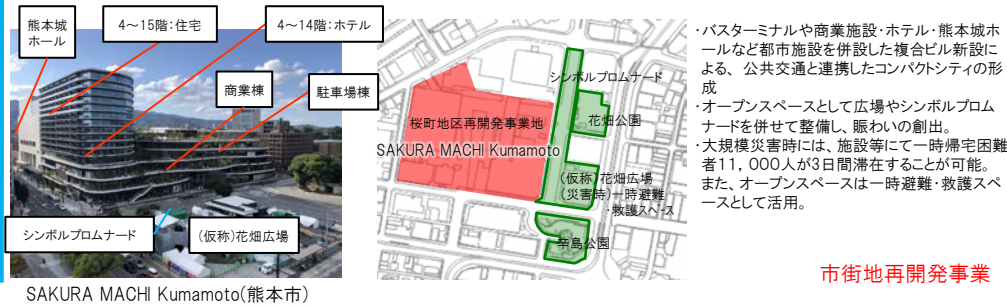 熊本城
ホール
4～15階：住宅
4～14階：ホテル
商業棟
駐車場棟
シンボルプロムナード
(仮称)花畑広場
SAKURA MACHI Kumamoto(熊本市)
シンボルプロムナード
桜町地区再開発事業地
花畑公園
SAKURA MACHI Kumamoto
(仮称)花畑広場
(災害時)一時避難
・救護スペース
辛島公園
・バスターミナルや商業施設・ホテル・熊本城ホ
ールなど都市施設を併設した複合ビル新設に
よる、公共交通と連携したコンパクトシティの形
成
・オープンスペースとして広場やシンボルプロム
ナードを併せて整備し、賑わいの創出。
・大規模災害時には、施設等にて一時帰宅困難
者11，000人が3日間滞在することが可能。
また、オープンスペースは一時避難・救護スペ
ースとして活用。
市街地再開発事業